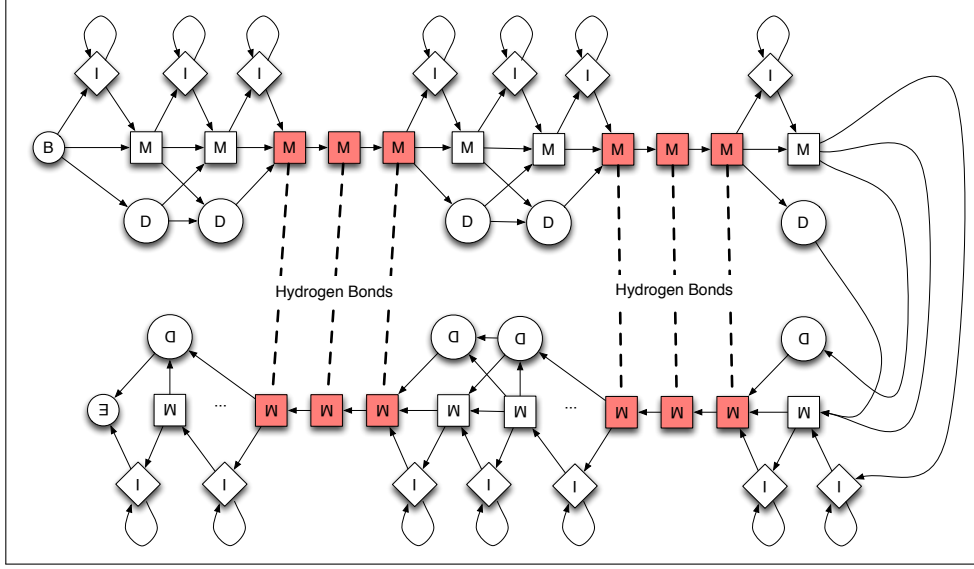 I I I I I I I
B M M M M M M M M M M M
D D D D D
Hydrogen Bonds Hydrogen Bonds
D D D D
E M ... M M M M M ... M M M M
I I I I I I I